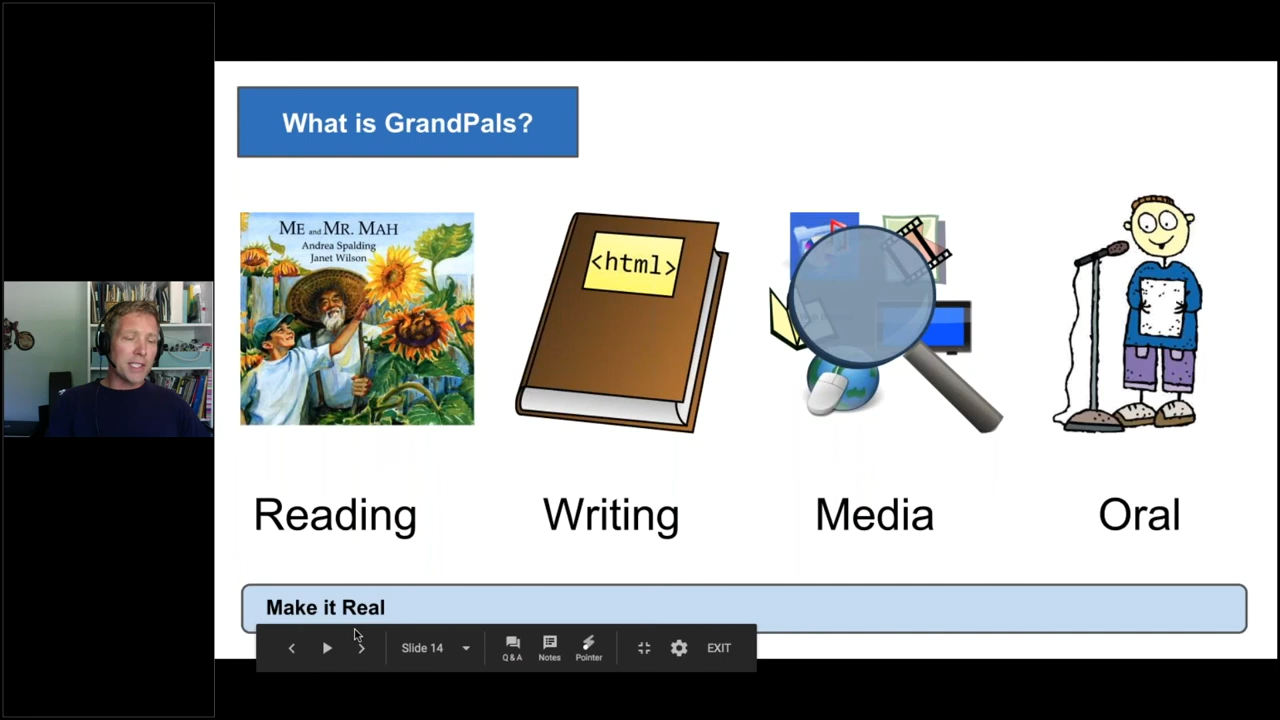 What is GrandPals?
ME and MR. MAH
Andrea Spalding
Janet Wilson
<html>
Reading
Writing
Media
Oral
Make it Real
Slide 14
Q & A
Notes
Pointer
EXIT